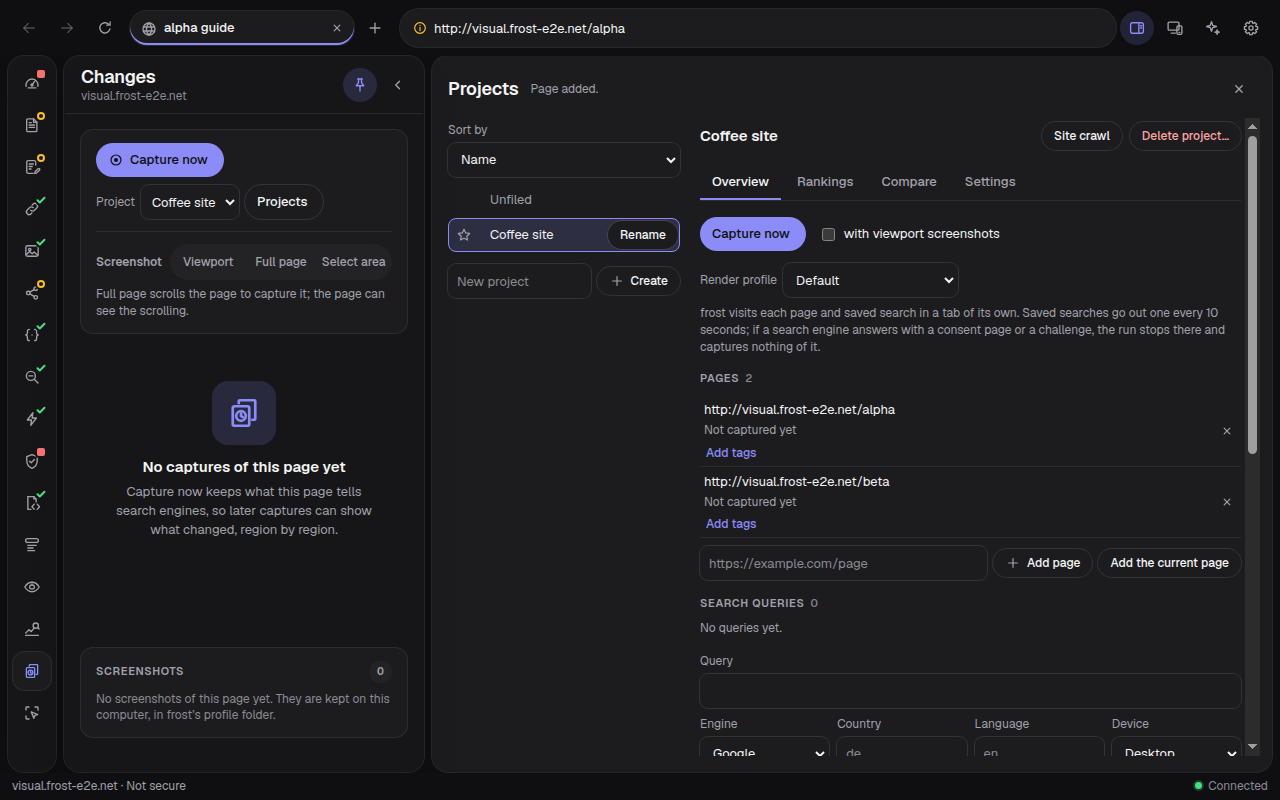 alpha guide
http://visual.frost-e2e.net/alpha
Changes
visual.frost-e2e.net
Capture now
Project
Coffee site
Projects
Screenshot
Viewport
Full page
Select area
Full page scrolls the page to capture it; the page can
see the scrolling.
No captures of this page yet
Capture now keeps what this page tells
search engines, so later captures can show
what changed, region by region.
SCREENSHOTS
0
No screenshots of this page yet. They are kept on this
computer, in frost's profile folder.
Projects
Page added.
Sort by
Name
Unfiled
Coffee site
Rename
New project
Create
Coffee site
Site crawl
Delete project…
Overview
Rankings
Compare
Settings
Capture now
with viewport screenshots
Render profile
Default
frost visits each page and saved search in a tab of its own. Saved searches go out one every 10
seconds; if a search engine answers with a consent page or a challenge, the run stops there and
captures nothing of it.
PAGES 2
http://visual.frost-e2e.net/alpha
Not captured yet
Add tags
http://visual.frost-e2e.net/beta
Not captured yet
Add tags
https://example.com/page
Add page
Add the current page
SEARCH QUERIES 0
No queries yet.
Query
Engine
Country
Language
Device
Google
de
en
Desktop
visual.frost-e2e.net · Not secure
Connected